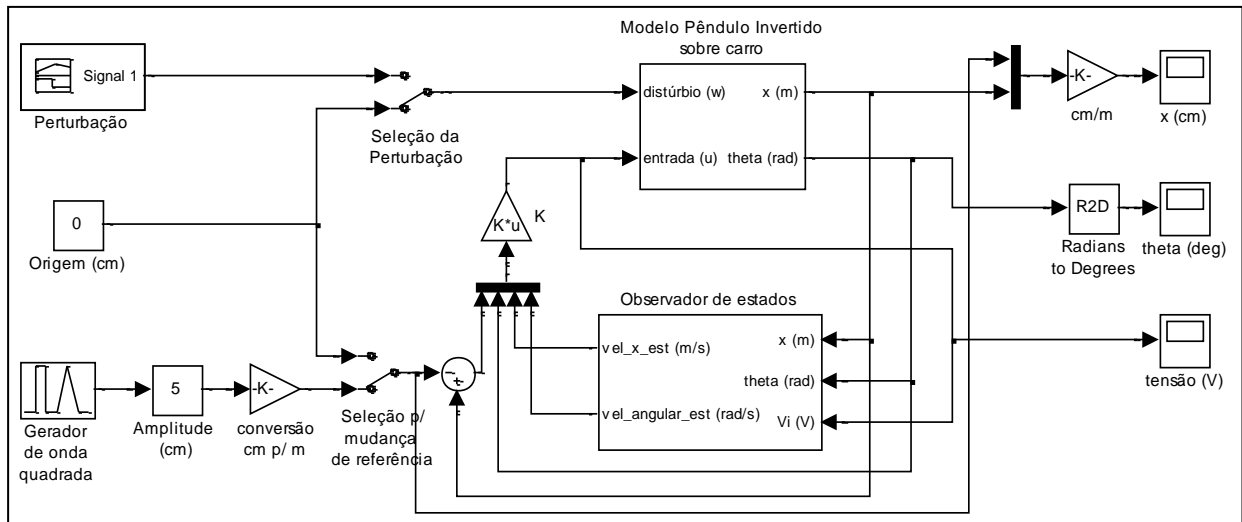 Modelo Pêndulo Invertido
sobre carro
Signal 1
Perturbação
Seleção da
Perturbação
distúrbio (w)
x (m)
entrada (u)
theta (rad)
-K-
cm/m
x (cm)
K*u
K
0
Origem (cm)
R2D
Radians
to Degrees
theta (deg)
Observador de estados
vel_x_est (m/s)
x (m)
theta (rad)
vel_angular_est (rad/s)
Vi (V)
tensão (V)
Gerador
de onda
quadrada
5
Amplitude
(cm)
-K-
conversão
cm p/ m
Seleção p/
mudança
de referência
-
+